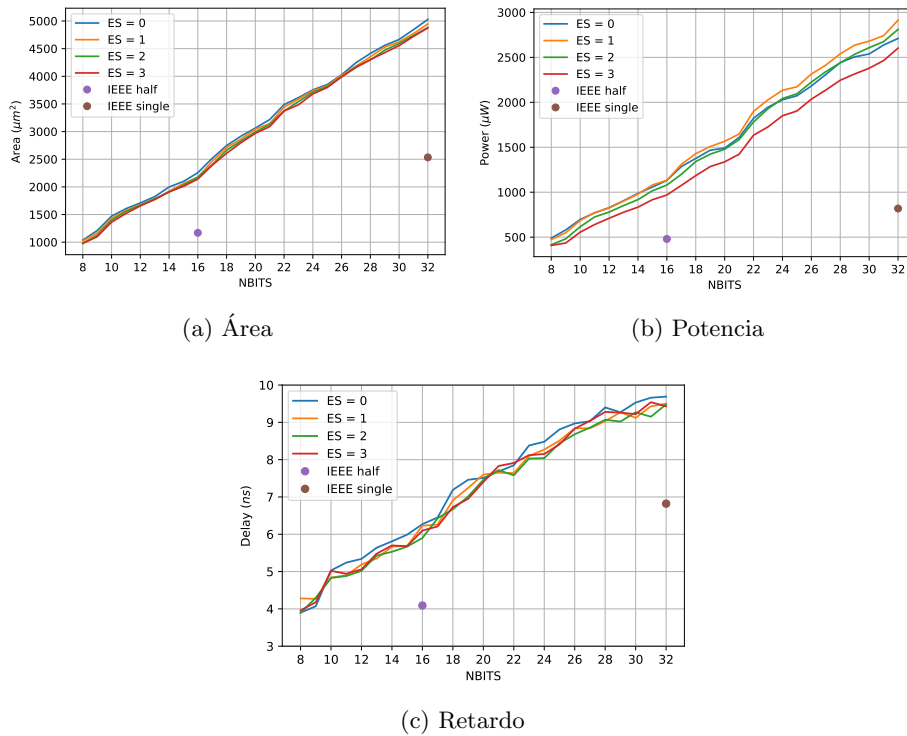 5000
4500
4000
3500
3000
2500
2000
1500
1000
Area (μm²)
8 10 12 14 16 18 20 22 24 26 28 30 32
NBITS
ES = 0
ES = 1
ES = 2
ES = 3
IEEE half
IEEE single
(a) Área
3000
2500
2000
1500
1000
500
Power (μW)
8 10 12 14 16 18 20 22 24 26 28 30 32
NBITS
ES = 0
ES = 1
ES = 2
ES = 3
IEEE half
IEEE single
(b) Potencia
10
9
8
7
6
5
4
3
Delay (ns)
8 10 12 14 16 18 20 22 24 26 28 30 32
NBITS
ES = 0
ES = 1
ES = 2
ES = 3
IEEE half
IEEE single
(c) Retardo